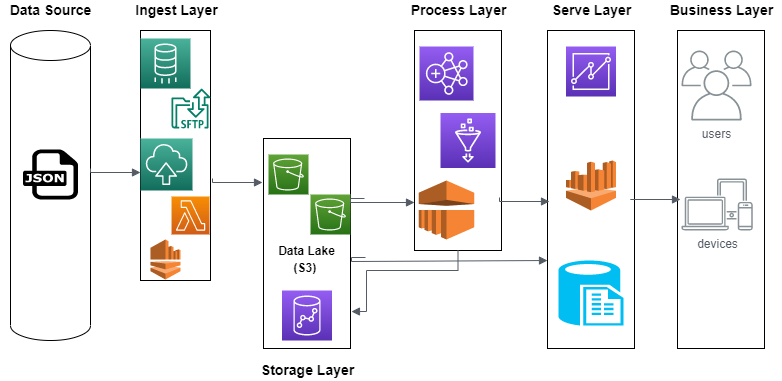 Data Source
Ingest Layer
Process Layer
Serve Layer
Business Layer
SFTP
JSON
users
Data Lake
(S3)
devices
Storage Layer